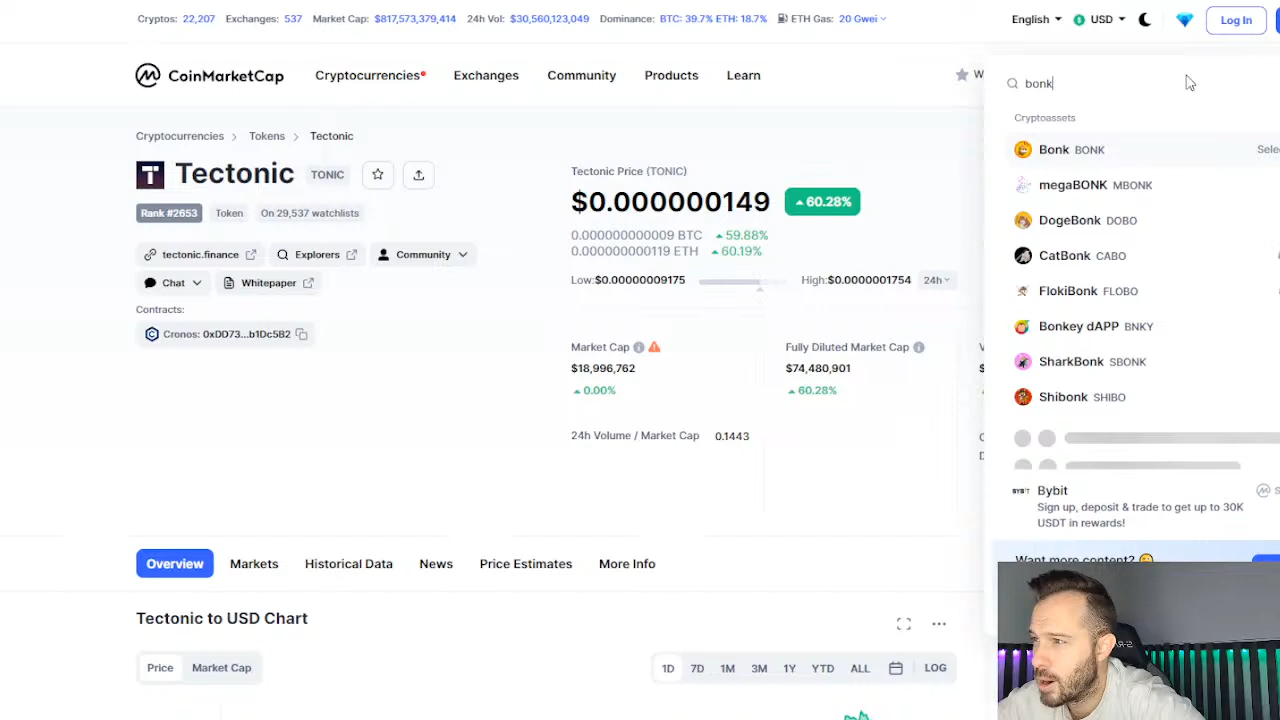 Cryptos: 22,207 Exchanges: 537 Market Cap: $817,573,379,414 24h Vol: $30,560,123,049 Dominance: BTC: 39.7% ETH: 18.7% ETH Gas: 20 Gwei
English USD Log In
CoinMarketCap Cryptocurrencies Exchanges Community Products Learn
bonk
Cryptoassets
Bonk BONK
megaBONK MBONK
DogeBonk DOBO
CatBonk CABO
FlokiBonk FLOBO
Bonkey dAPP BNKY
SharkBonk SBONK
Shibonk SHIBO
BYBIT Bybit
Sign up, deposit & trade to get up to 30K
USDT in rewards!
Want more content?
Cryptocurrencies Tokens Tectonic
T Tectonic TONIC
Rank #2653 Token On 29,537 watchlists
tectonic.finance Explorers Community
Chat Whitepaper
Contracts:
Cronos: 0xDD73...b1Dc582
Tectonic Price (TONIC)
$0.000000149 60.28%
0.000000000009 BTC 59.88%
0.000000000119 ETH 60.19%
Low:$0.00000009175 High:$0.0000001754 24h
Market Cap Fully Diluted Market Cap
$18,996,762 $74,480,901
0.00% 60.28%
24h Volume / Market Cap 0.1443
Overview Markets Historical Data News Price Estimates More Info
Tectonic to USD Chart
Price Market Cap 1D 7D 1M 3M 1Y YTD ALL LOG